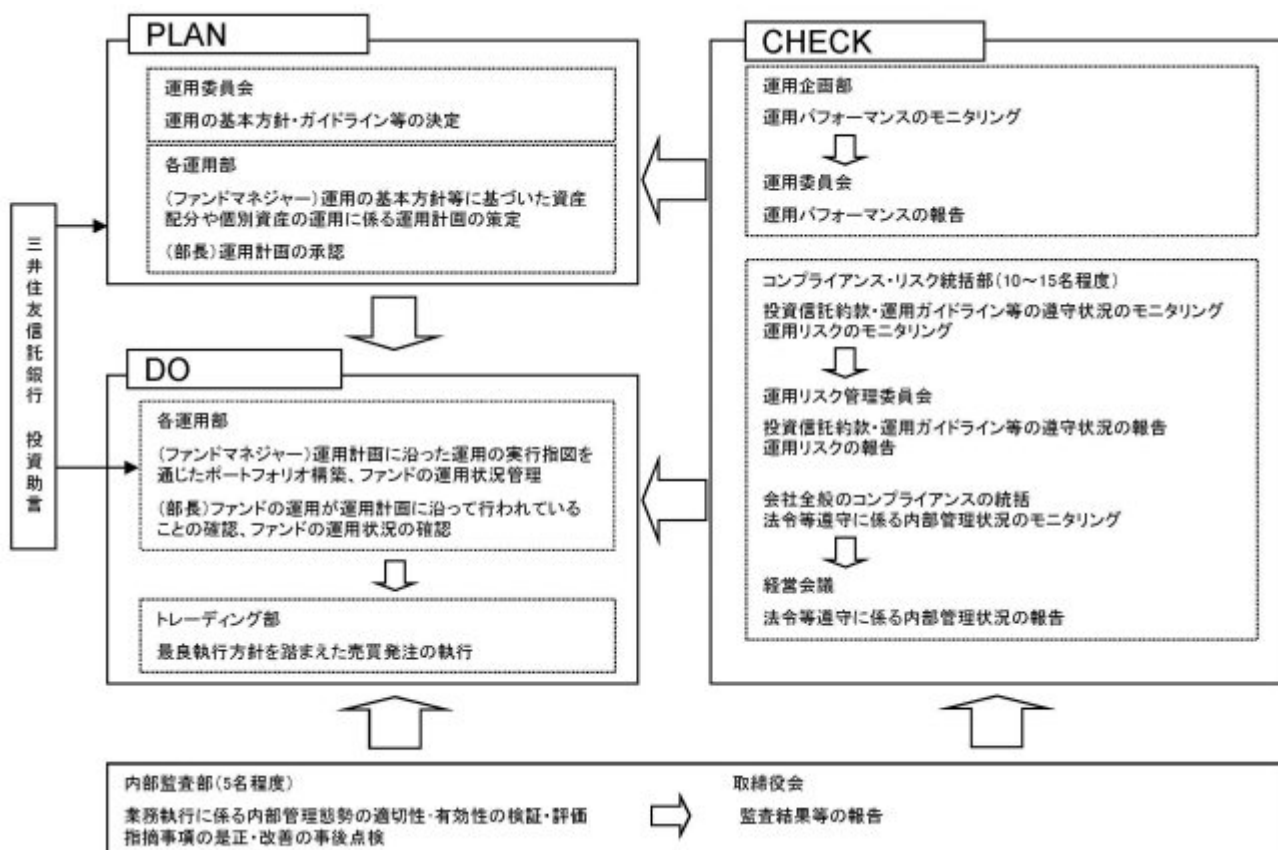 PLAN
運用委員会
運用の基本方針・ガイドライン等の決定
各運用部
(ファンドマネジャー)運用の基本方針等に基づいた資産
配分や個別資産の運用に係る運用計画の策定
(部長)運用計画の承認
三井住友信託銀行 投資助言
DO
各運用部
(ファンドマネジャー)運用計画に沿った運用の実行指図を
通じたポートフォリオ構築、ファンドの運用状況管理
(部長)ファンドの運用が運用計画に沿って行われている
ことの確認、ファンドの運用状況の確認
トレーディング部
最良執行方針を踏まえた売買発注の執行
CHECK
運用企画部
運用パフォーマンスのモニタリング
運用委員会
運用パフォーマンスの報告
コンプライアンス・リスク統括部(10~15名程度)
投資信託約款・運用ガイドライン等の遵守状況のモニタリング
運用リスクのモニタリング
運用リスク管理委員会
投資信託約款・運用ガイドライン等の遵守状況の報告
運用リスクの報告
会社全般のコンプライアンスの統括
法令等遵守に係る内部管理状況のモニタリング
経営会議
法令等遵守に係る内部管理状況の報告
内部監査部(5名程度)
業務執行に係る内部管理態勢の適切性・有効性の検証・評価
指摘事項の是正・改善の事後点検
取締役会
監査結果等の報告